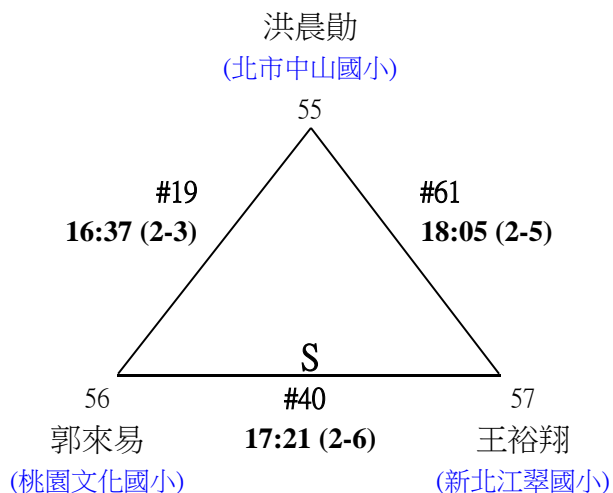 洪晨勛
(北市中山國小)
55
#19
16:37 (2-3)
#61
18:05 (2-5)
S
56
#40
57
郭來易
17:21 (2-6)
王裕翔
(桃園文化國小)
(新北江翠國小)